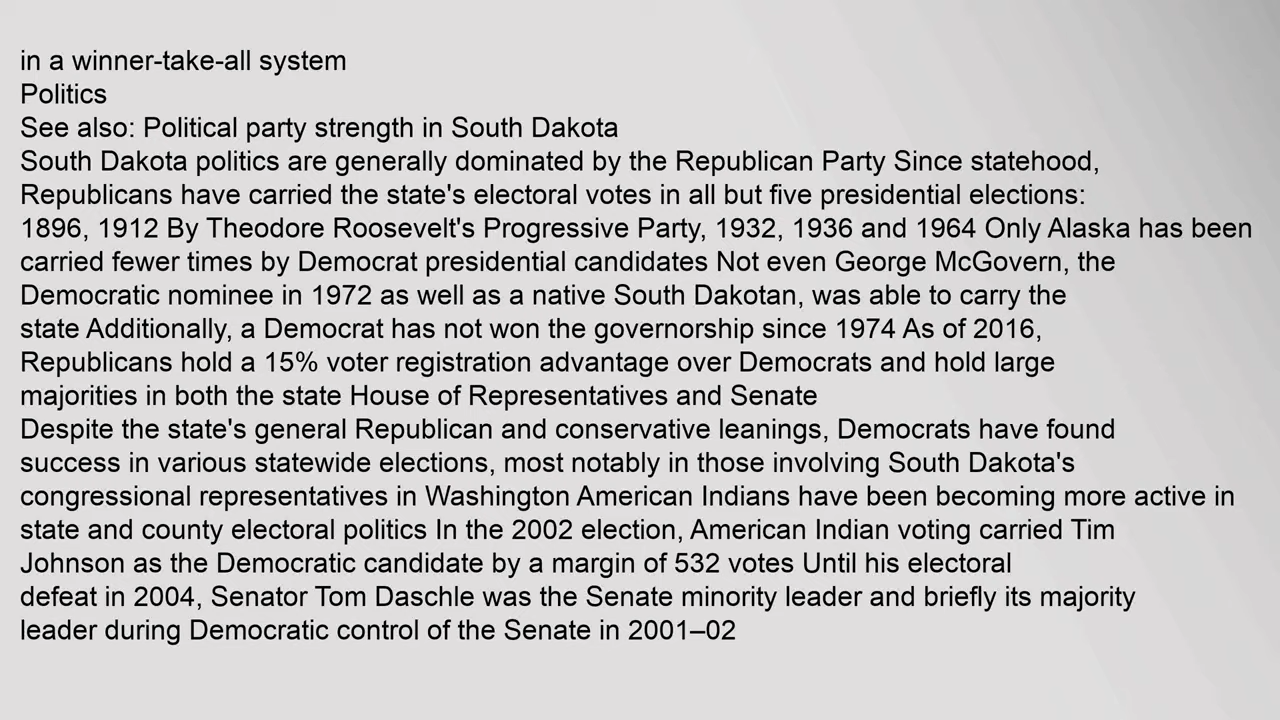 in a winner-take-all system
Politics
See also: Political party strength in South Dakota
South Dakota politics are generally dominated by the Republican Party Since statehood,
Republicans have carried the state's electoral votes in all but five presidential elections:
1896, 1912 By Theodore Roosevelt's Progressive Party, 1932, 1936 and 1964 Only Alaska has been
carried fewer times by Democrat presidential candidates Not even George McGovern, the
Democratic nominee in 1972 as well as a native South Dakotan, was able to carry the
state Additionally, a Democrat has not won the governorship since 1974 As of 2016,
Republicans hold a 15% voter registration advantage over Democrats and hold large
majorities in both the state House of Representatives and Senate
Despite the state's general Republican and conservative leanings, Democrats have found
success in various statewide elections, most notably in those involving South Dakota's
congressional representatives in Washington American Indians have been becoming more active in
state and county electoral politics In the 2002 election, American Indian voting carried Tim
Johnson as the Democratic candidate by a margin of 532 votes Until his electoral
defeat in 2004, Senator Tom Daschle was the Senate minority leader and briefly its majority
leader during Democratic control of the Senate in 2001–02